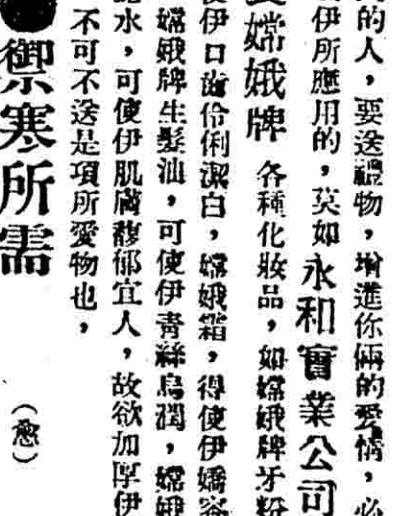 的人，要送禮物，增進你倆的愛情，必
伊所應用的，莫如永和實業公司
嫦娥牌 各種化妝品，如嫦娥牌牙粉
使伊口齒伶俐潔白，嫦娥霜，得使伊嬌容
嫦娥牌生髮油，可使伊青絲烏潤，嫦娥
水，可使伊肌膚馥郁宜人，故欲加厚伊
不可不送是項所愛物也，
禦寒所需
（愈）